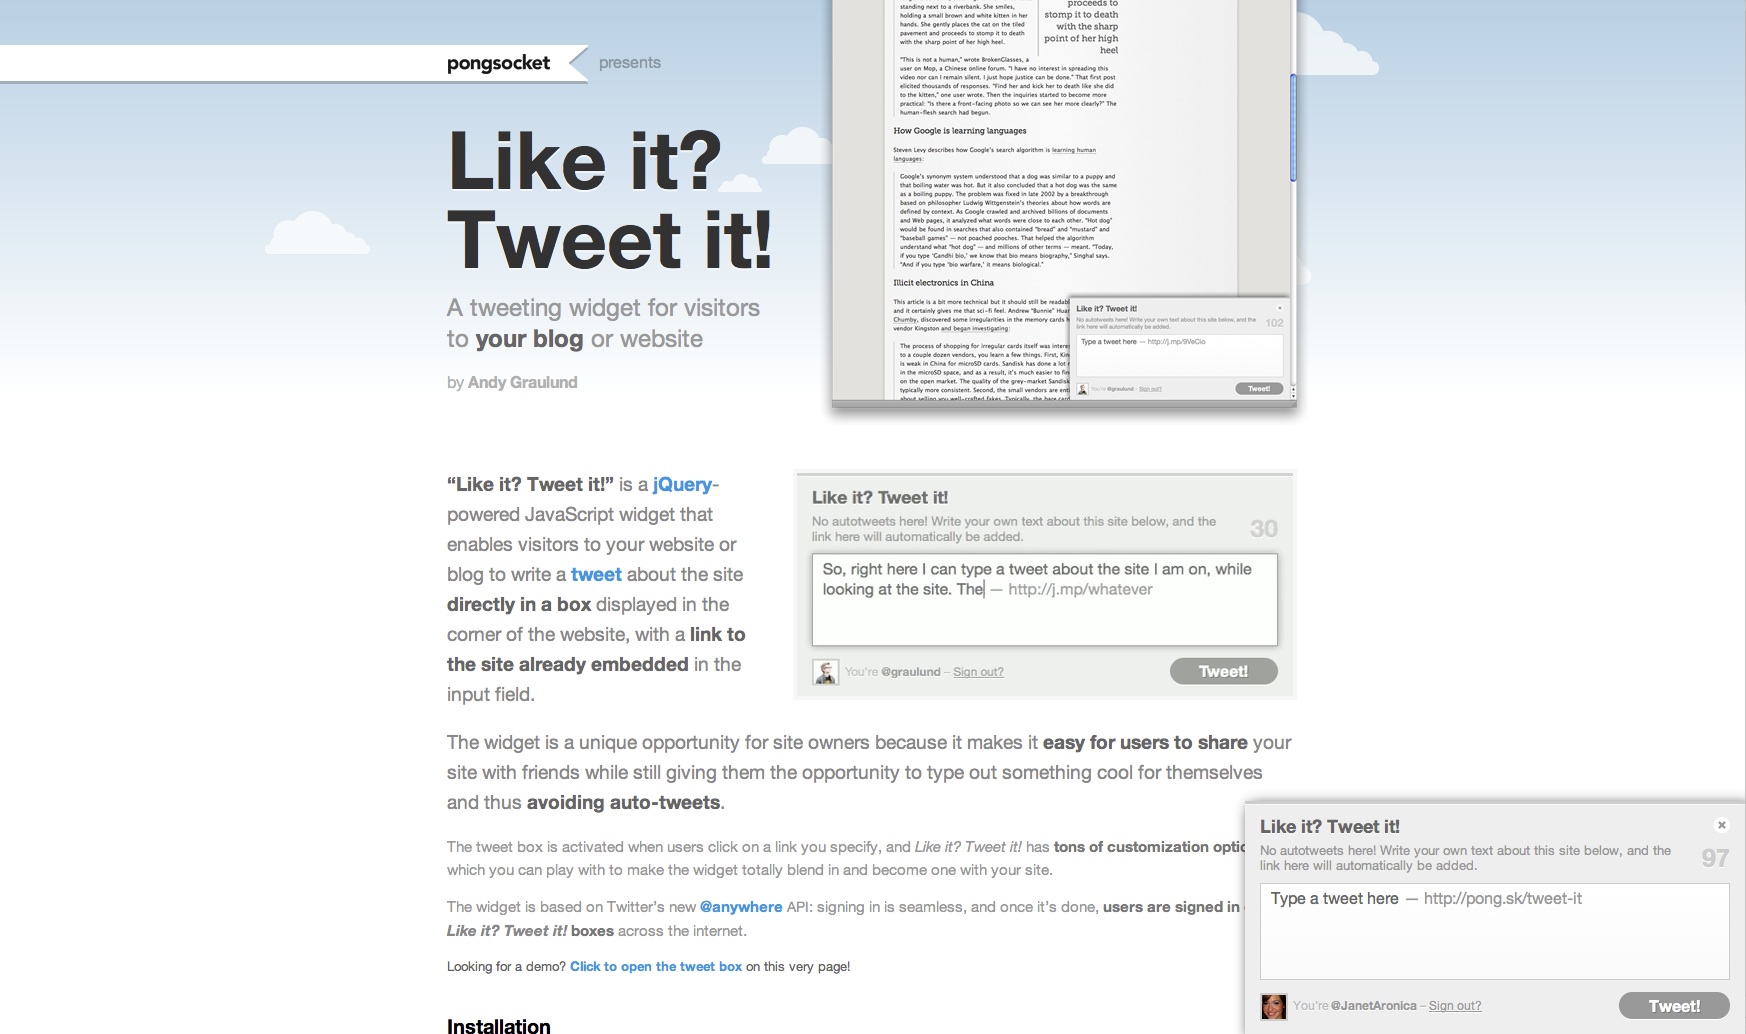 pongsocket presents
Like it?
Tweet it!
A tweeting widget for visitors
to your blog or website
by Andy Graulund
standing next to a riverbank. She smiles,
holding a small brown and white kitten in her
hands. She gently places the cat on the tiled
pavement and proceeds to stomp it to death
with the sharp point of her high heel.
proceeds to
stomp it to death
with the sharp
point of her high
heel
"This is not a human," wrote BrokenGlasses, a
user on Mop, a Chinese online forum. "I have no interest in spreading this
video nor can I remain silent. I just hope justice can be done." That first post
elicited thousands of responses. "Find her and kick her to death like she did
to the kitten," one user wrote. Then the inquiries started to become more
practical: "Is there a front-facing photo so we can see her more clearly?" The
human-flesh search had begun.
How Google is learning languages
Steven Levy describes how Google's search algorithm is learning human
languages:
Google's synonym system understood that a dog was similar to a puppy and
that boiling water was hot. But it also concluded that a hot dog was the same
as a boiling puppy. The problem was fixed in late 2002 by a breakthrough
based on philosopher Ludwig Wittgenstein's theories about how words are
defined by context. As Google crawled and archived billions of documents
and Web pages, it analyzed what words were close to each other. "Hot dog"
would be found in searches that also contained "bread" and "mustard" and
"baseball games" — not poached pooches. That helped the algorithm
understand what "hot dog" — and millions of other terms — meant. "Today,
if you type 'Gandhi bio,' we know that bio means biography," Singhal says.
"And if you type 'bio warfare,' it means biological."
Illicit electronics in China
This article is a bit more technical but it should still be readabl
and it certainly gives me that sci-fi feel. Andrew "Bunnie" Huan
Chumby, discovered some irregularities in the memory cards h
vendor Kingston and began investigating:
The process of shopping for irregular cards itself was interes
to a couple dozen vendors, you learn a few things. First, Kin
is weak in China for microSD cards. Sandisk has done a lot
in the microSD space, and as a result, it's much easier to fin
on the open market. The quality of the grey-market Sandisk
typically more consistent. Second, the small vendors are enti
about selling you well-crafted fakes. Typically, the bare card
Like it? Tweet it!
No autotweets here! Write your own text about this site below, and the
link here will automatically be added.
102
Type a tweet here — http://j.mp/9VeCio
You're @graulund – Sign out?
Tweet!
“Like it? Tweet it!” is a jQuery-
powered JavaScript widget that
enables visitors to your website or
blog to write a tweet about the site
directly in a box displayed in the
corner of the website, with a link to
the site already embedded in the
input field.
Like it? Tweet it!
No autotweets here! Write your own text about this site below, and the
link here will automatically be added.
30
So, right here I can type a tweet about the site I am on, while
looking at the site. The — http://j.mp/whatever
You're @graulund – Sign out?
Tweet!
The widget is a unique opportunity for site owners because it makes it easy for users to share your
site with friends while still giving them the opportunity to type out something cool for themselves
and thus avoiding auto-tweets.
The tweet box is activated when users click on a link you specify, and Like it? Tweet it! has tons of customization optio
which you can play with to make the widget totally blend in and become one with your site.
The widget is based on Twitter's new @anywhere API: signing in is seamless, and once it's done, users are signed in
Like it? Tweet it! boxes across the internet.
Looking for a demo? Click to open the tweet box on this very page!
Installation
Like it? Tweet it!
×
No autotweets here! Write your own text about this site below, and the
link here will automatically be added.
97
Type a tweet here — http://pong.sk/tweet-it
You're @JanetAronica – Sign out?
Tweet!